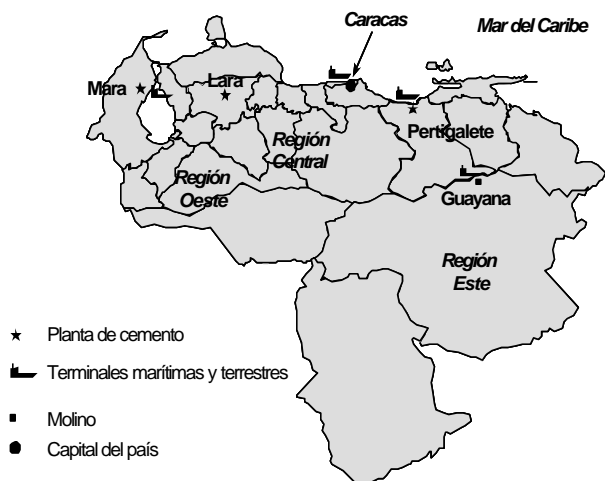 Caracas
Mar del Caribe
Mara
Lara
Pertigalete
Región
Central
Región
Oeste
Guayana
Región
Este
Planta de cemento
Terminales marítimas y terrestres
Molino
Capital del país